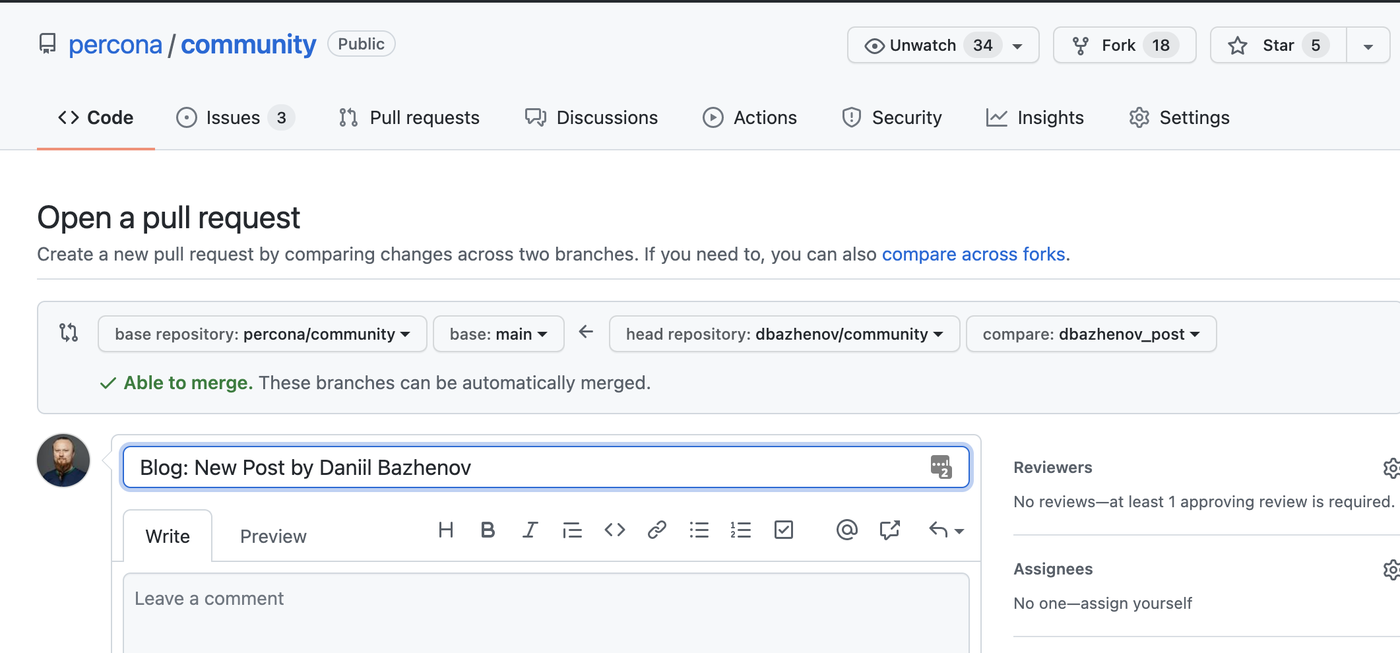 percona / community Public Unwatch 34 Fork 18 Star 5
Code Issues 3 Pull requests Discussions Actions Security Insights Settings
Open a pull request
Create a new pull request by comparing changes across two branches. If you need to, you can also compare across forks.
base repository: percona/community base: main head repository: dbazhenov/community compare: dbazhenov_post
Able to merge. These branches can be automatically merged.
Blog: New Post by Daniil Bazhenov 2
Reviewers
No reviews—at least 1 approving review is required.
Write Preview
Assignees
Leave a comment
No one—assign yourself